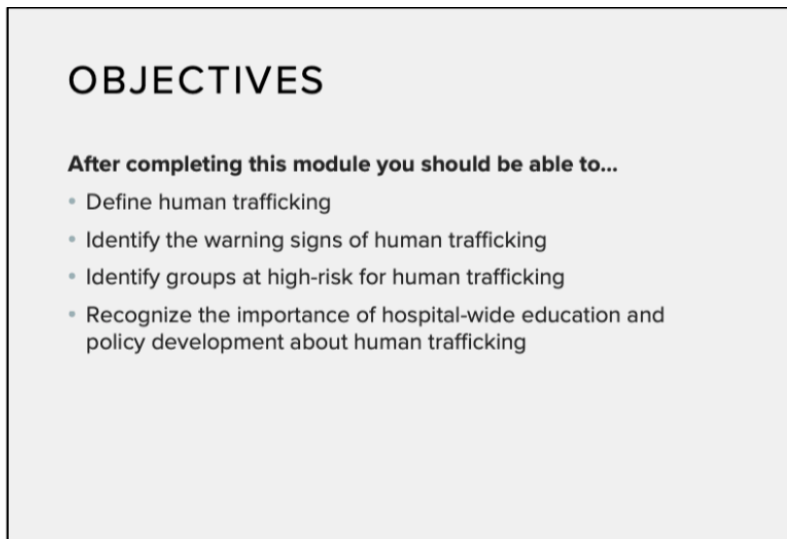 OBJECTIVES
After completing this module you should be able to...
• Define human trafficking
• Identify the warning signs of human trafficking
• Identify groups at high-risk for human trafficking
• Recognize the importance of hospital-wide education and
policy development about human trafficking